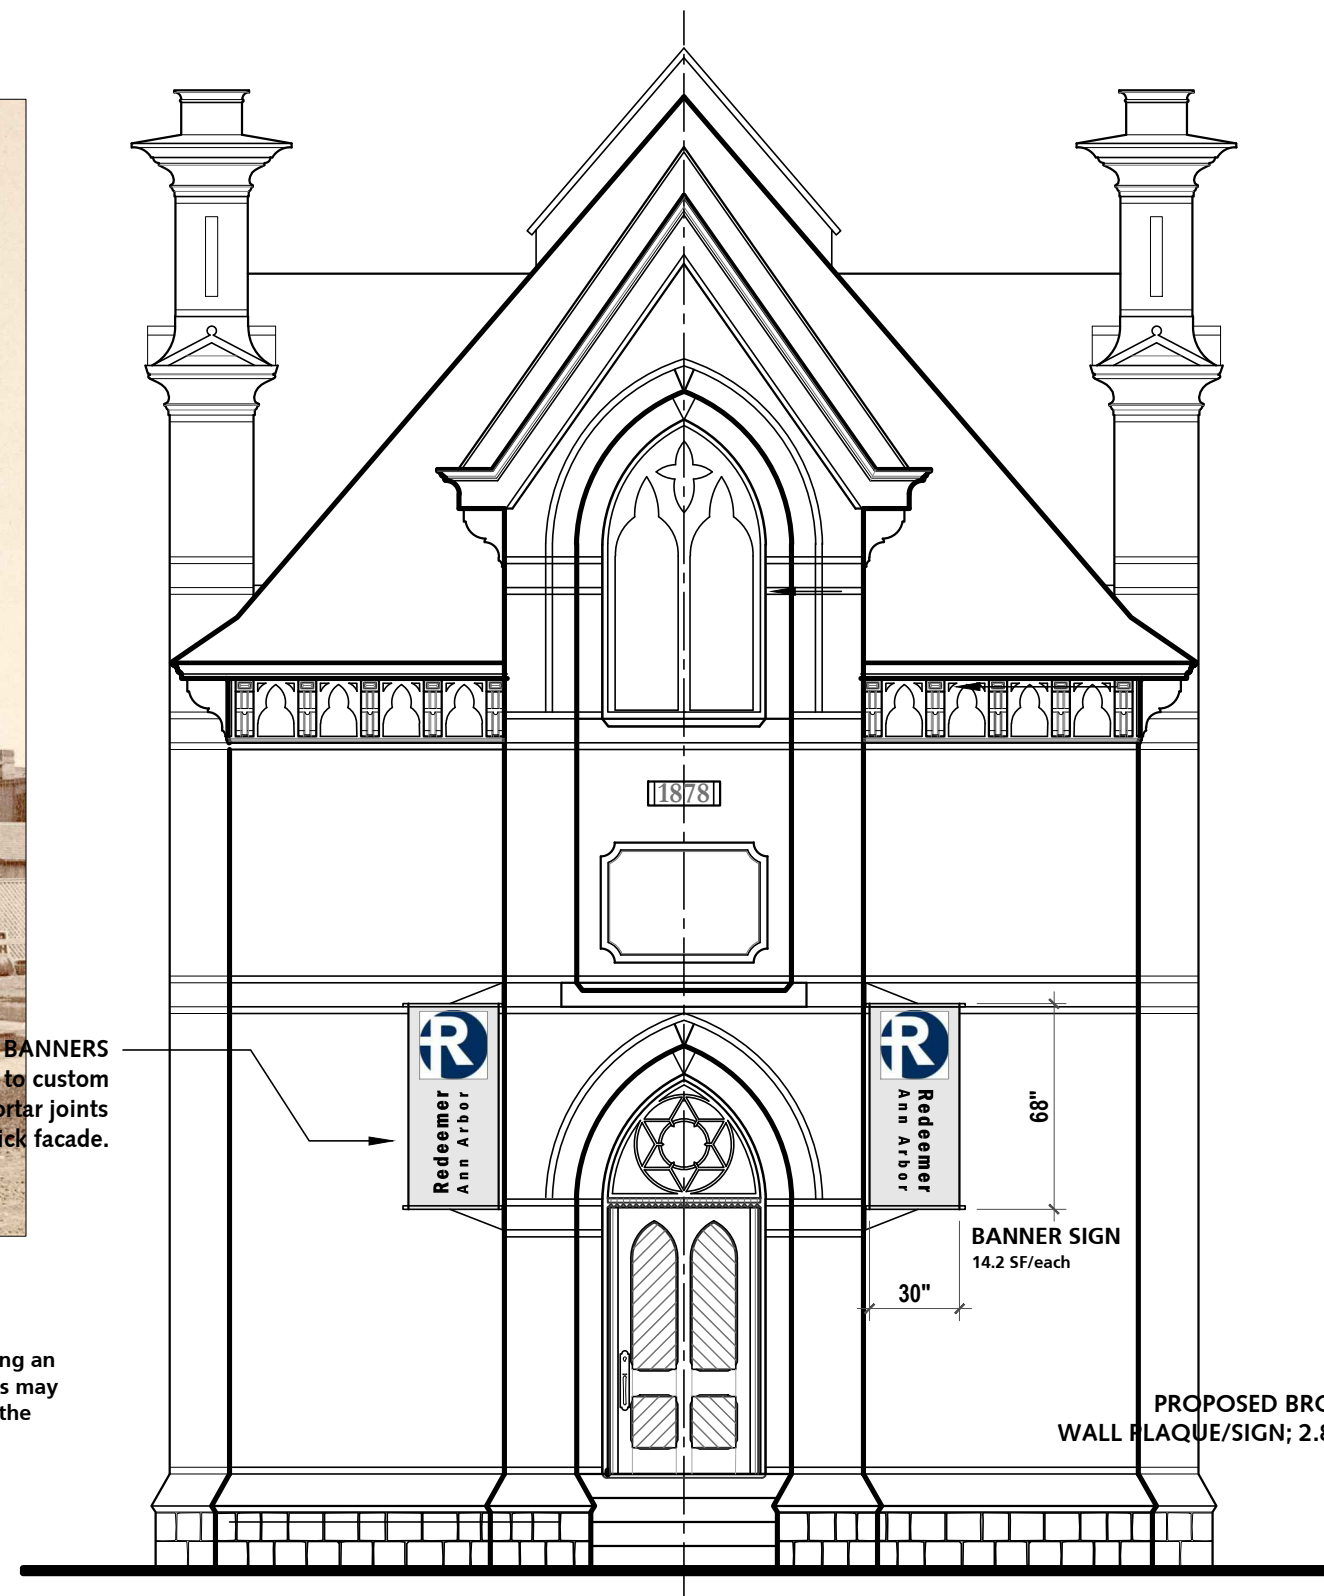 1878
BANNERS
to custom
ortar joints
ick facade.
R
Redeemer
Ann Arbor
R
Redeemer
Ann Arbor
68"
BANNER SIGN
14.2 SF/each
30"
ng an
s may
the
PROPOSED BRO
WALL PLAQUE/SIGN; 2.8